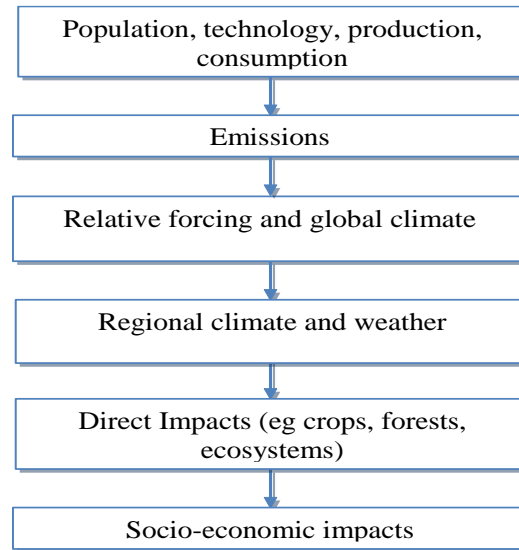 Population, technology, production,
consumption
Emissions
Relative forcing and global climate
Regional climate and weather
Direct Impacts (eg crops, forests,
ecosystems)
Socio-economic impacts